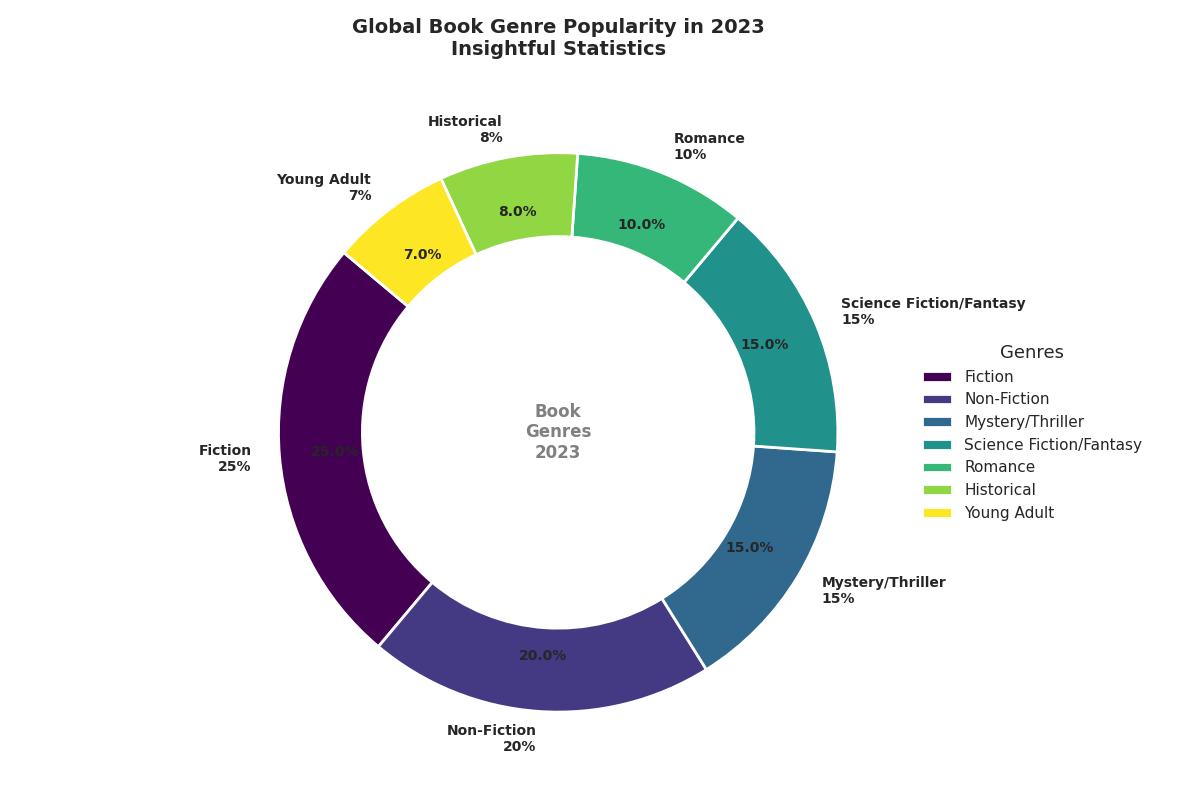 Global Book Genre Popularity in 2023
Insightful Statistics
Historical
8%
Romance
10%
Young Adult
7%
8.0%
10.0%
7.0%
Science Fiction/Fantasy
15%
15.0%
Genres
Fiction
Non-Fiction
Mystery/Thriller
Science Fiction/Fantasy
Romance
Historical
Young Adult
Book
Genres
2023
Fiction
25%
25.0%
15.0%
Mystery/Thriller
15%
20.0%
Non-Fiction
20%